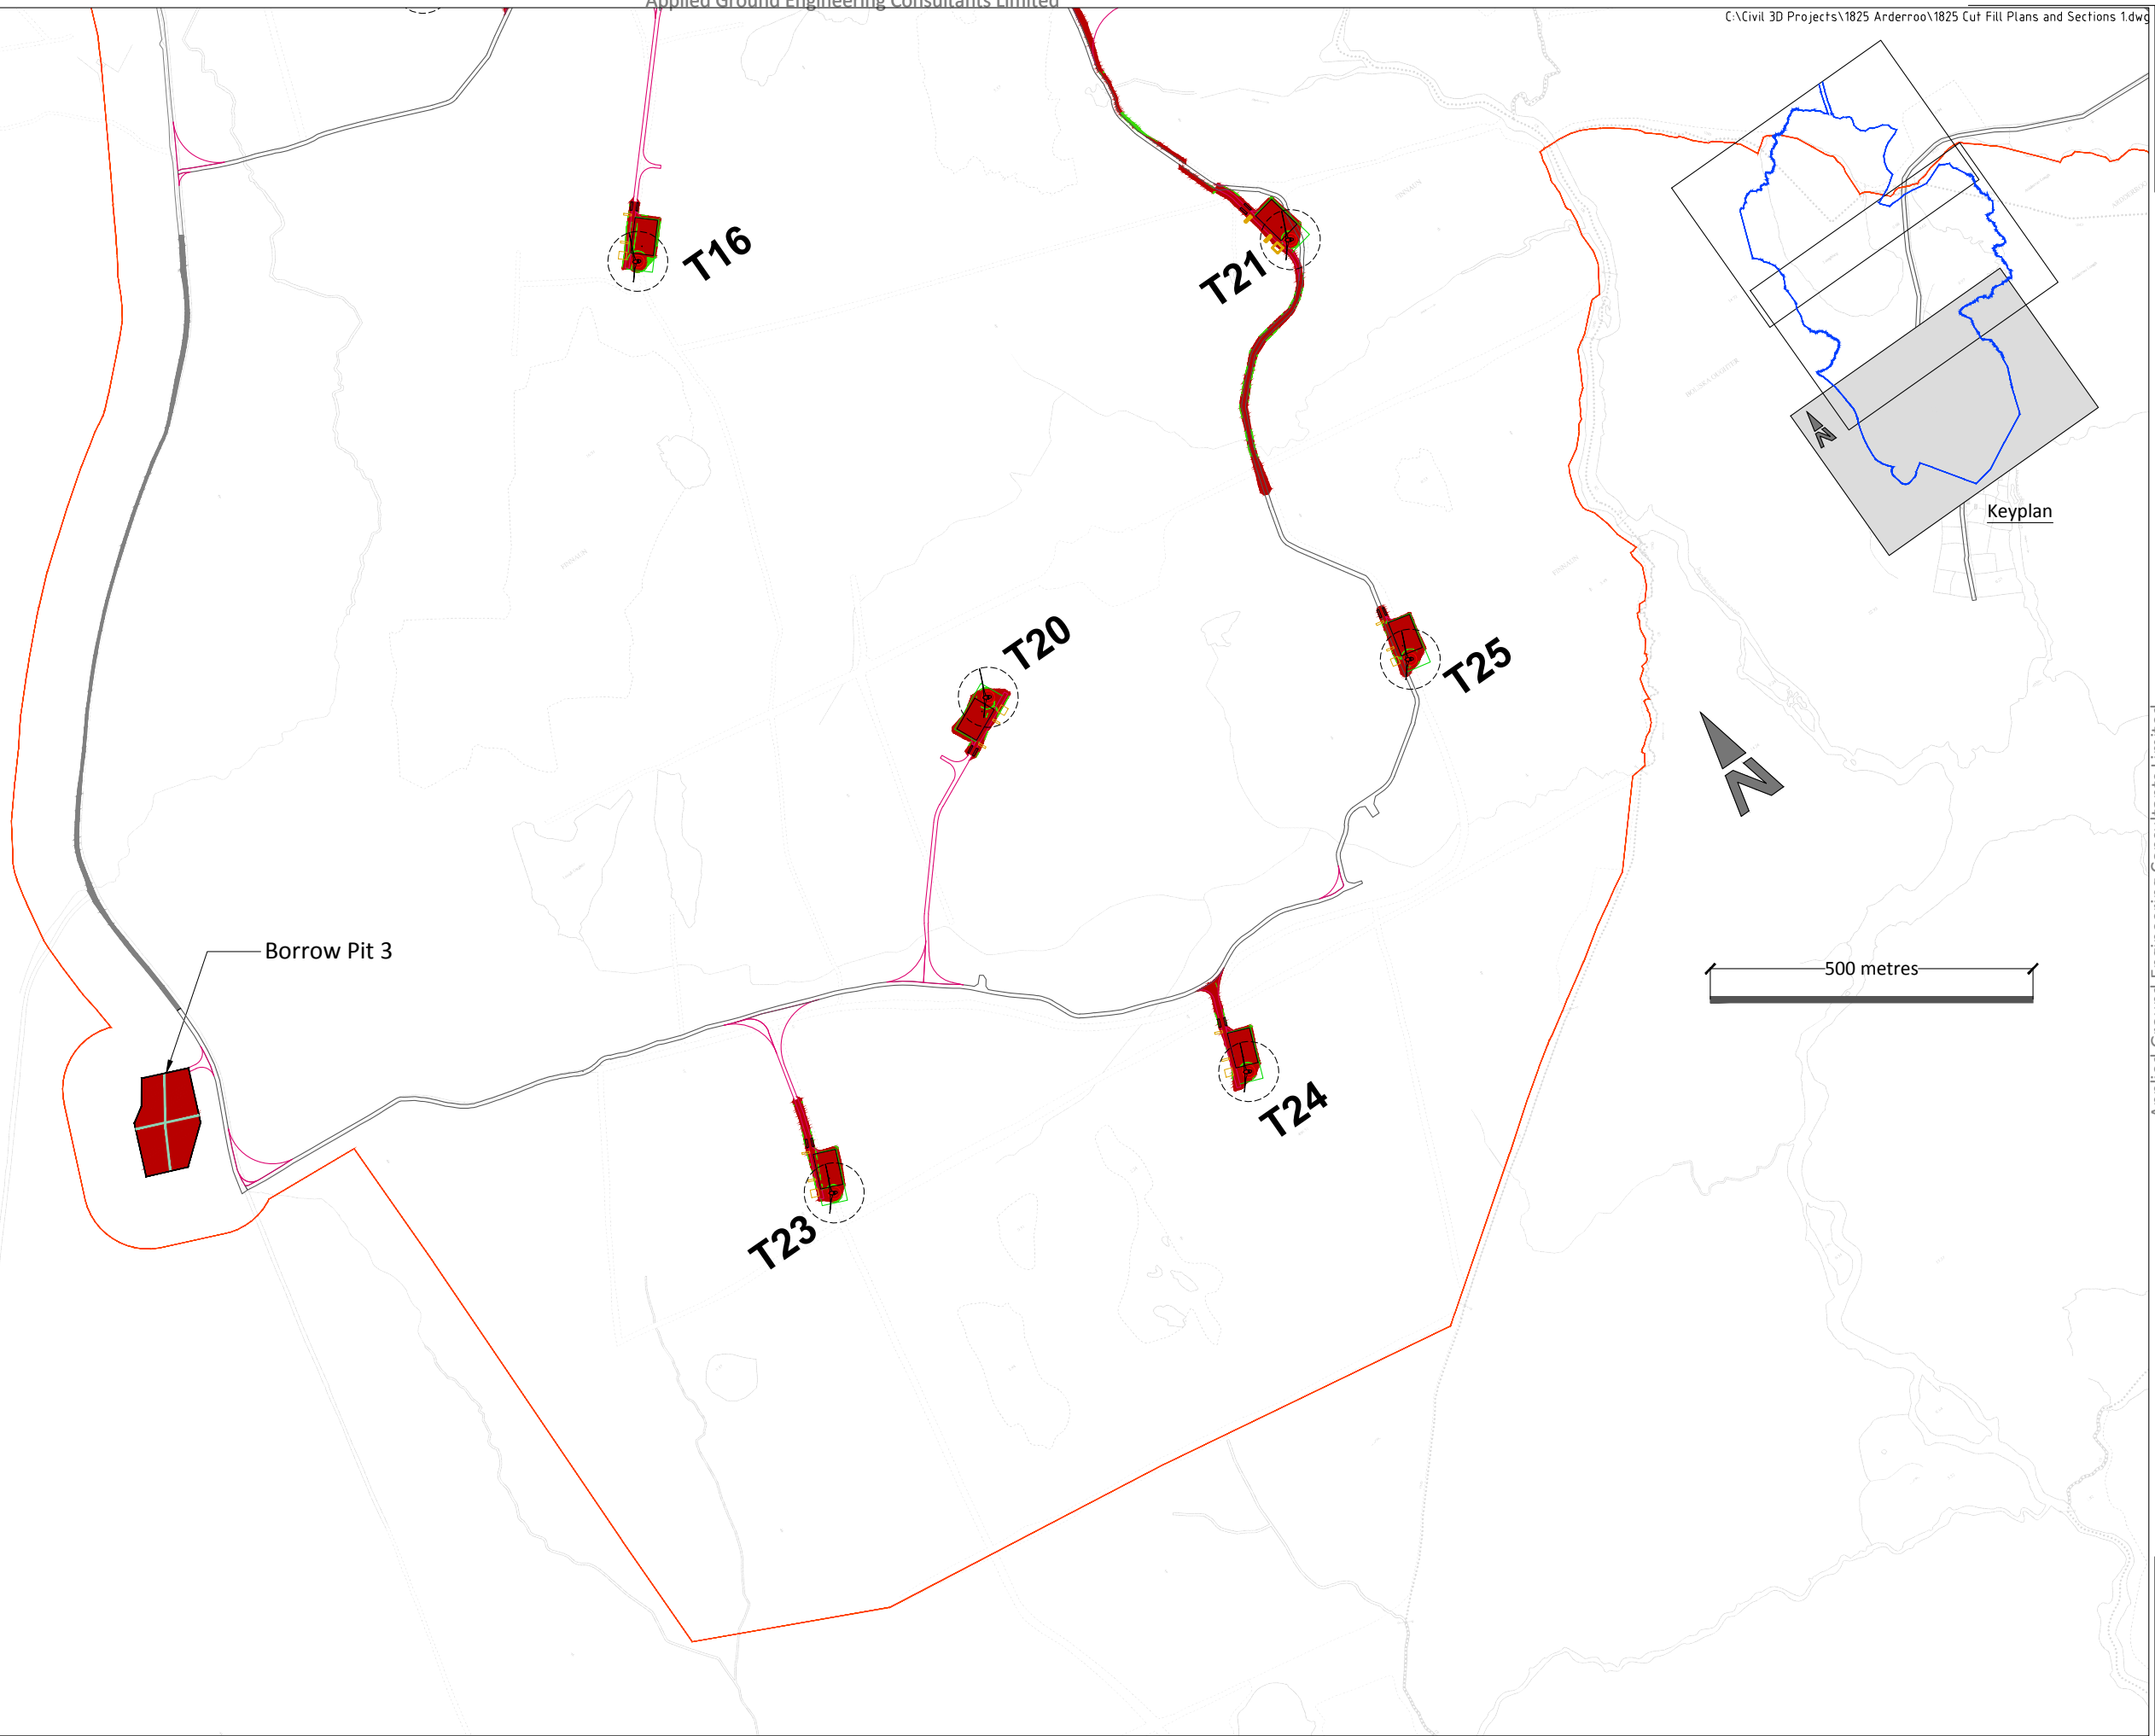 Applied Ground Engineering Consultants Limited
C:\Civil 3D Projects\1825 Arderroo\1825 Cut Fill Plans and Sections 1.dwg
T16
T21
N
Keyplan
T20
T25
N
Borrow Pit 3
500 metres
T24
T23